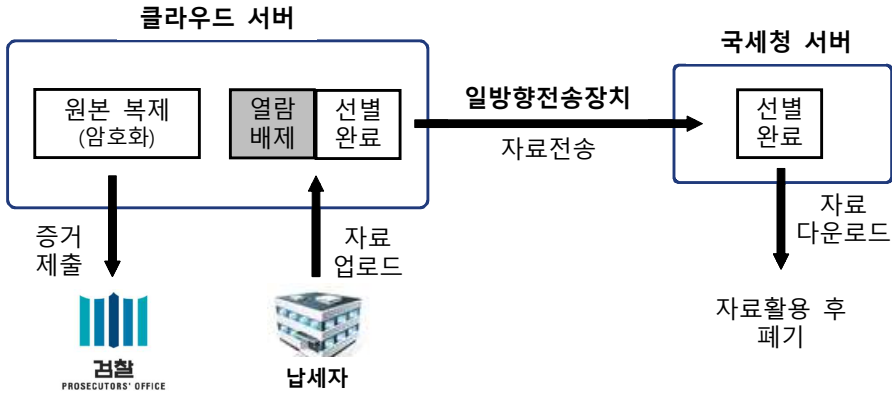 클라우드 서버
국세청 서버
원본 복제
(암호화)
열람
배제
선별
완료
일방향전송장치
자료전송
선별
완료
증거
제출
자료
업로드
자료
다운로드
자료활용 후
폐기
검찰
PROSECUTORS' OFFICE
납세자